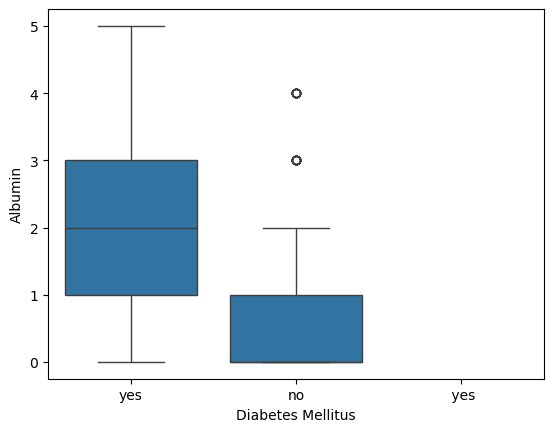 Albumin
5
4
3
2
1
0
yes no yes
Diabetes Mellitus